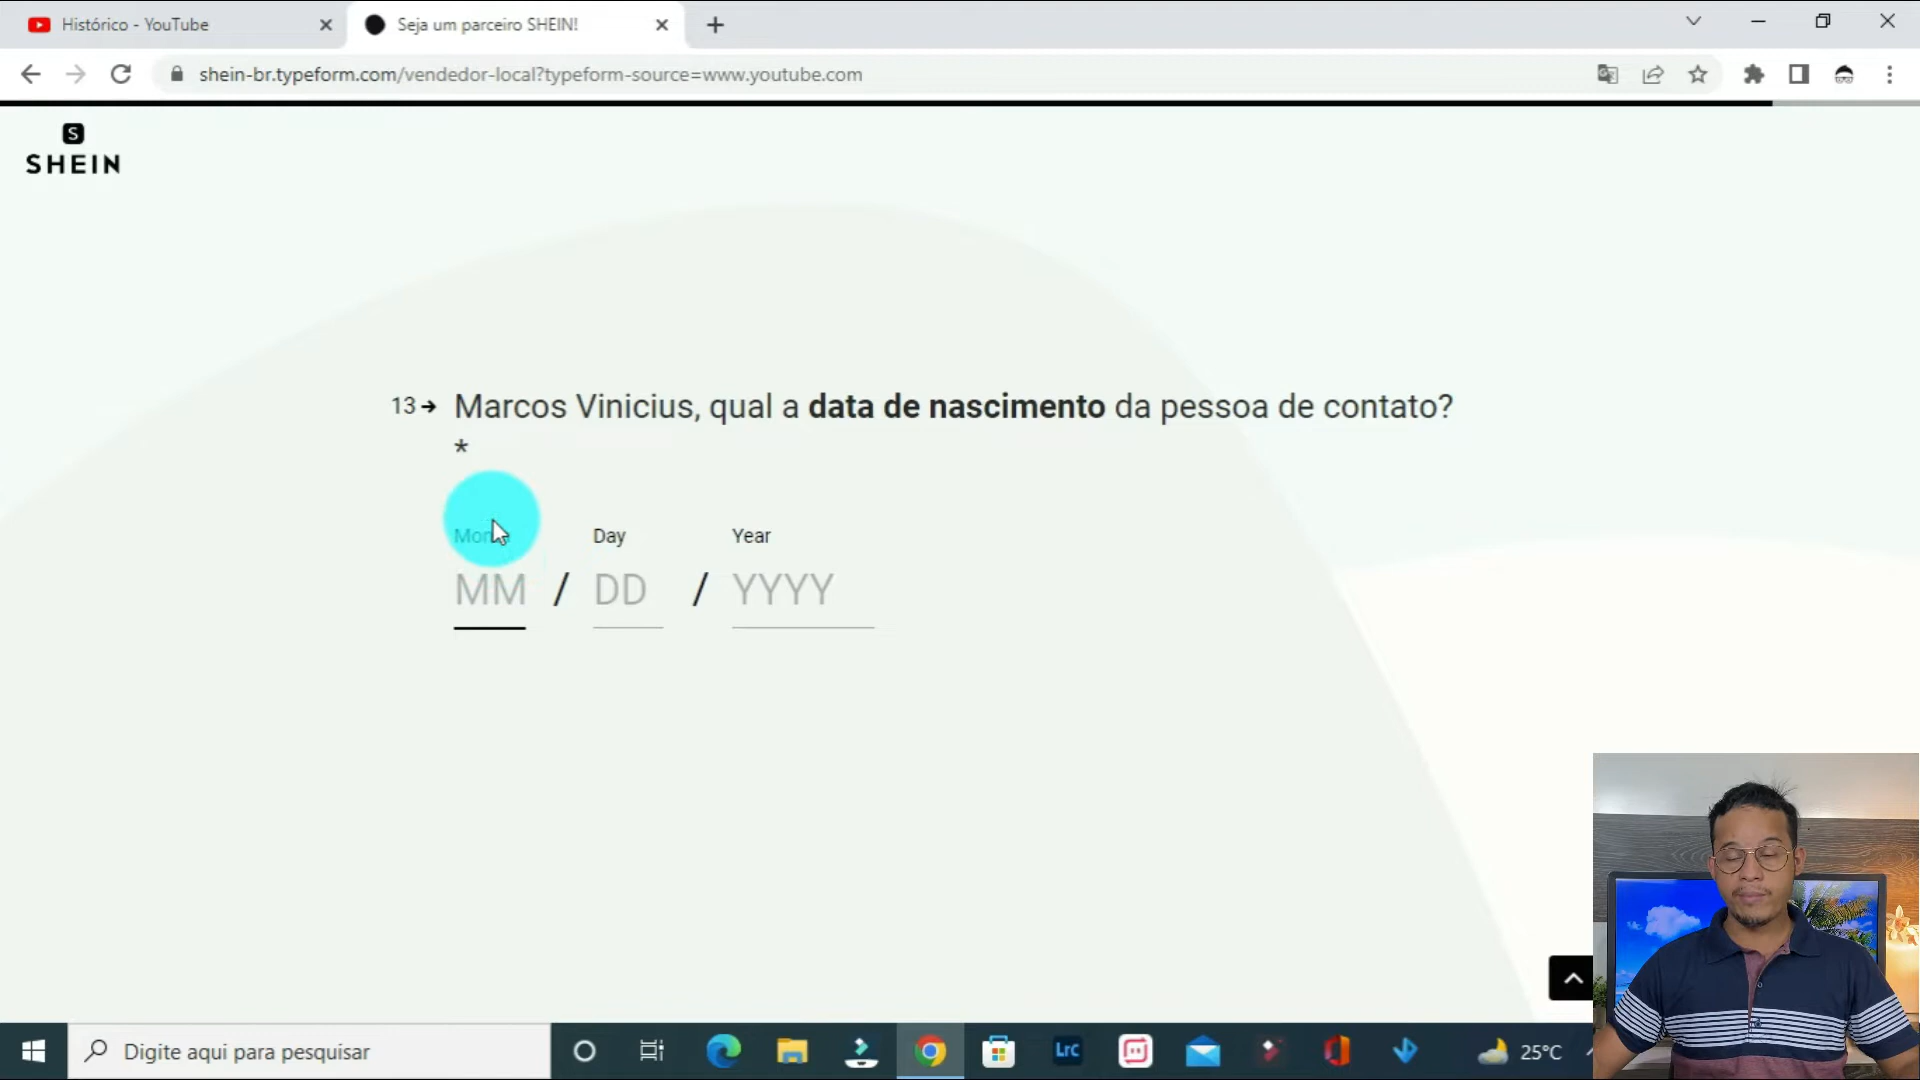 Histórico - YouTube
Seja um parceiro SHEIN!
shein-br.typeform.com/vendedor-local?typeform-source=www.youtube.com
S
SHEIN
13 Marcos Vinicius, qual a data de nascimento da pessoa de contato?
*
Month Day Year
MM / DD / YYYY
Digite aqui para pesquisar
LrC
25°C